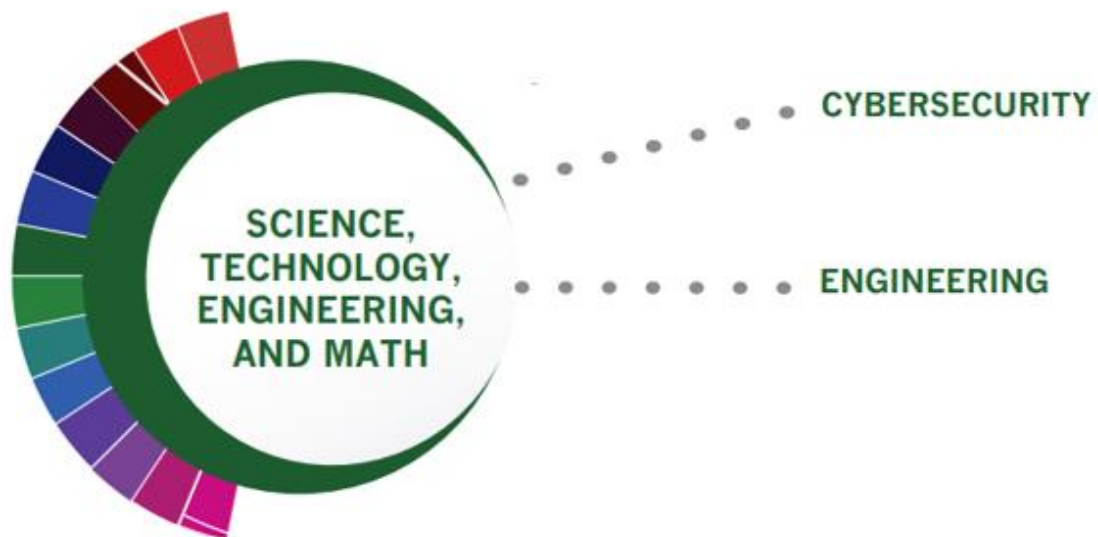 SCIENCE,
TECHNOLOGY,
ENGINEERING,
AND MATH
CYBERSECURITY
ENGINEERING